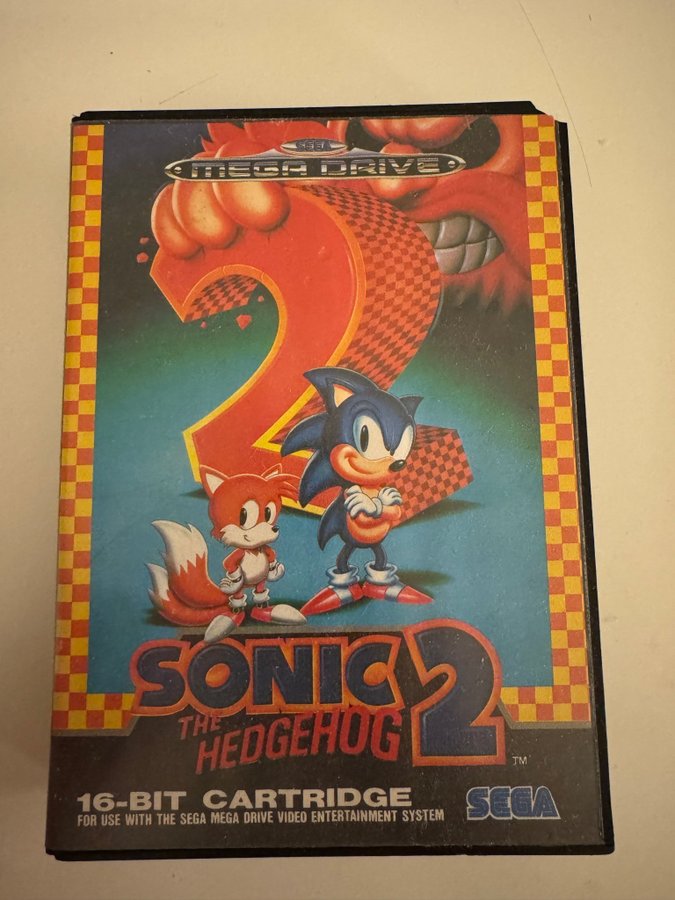 SEGA
MEGA DRIVE
2
SONIC 2
THE
HEDGEHOG
TM
16-BIT CARTRIDGE
FOR USE WITH THE SEGA MEGA DRIVE VIDEO ENTERTAINMENT SYSTEM
SEGA